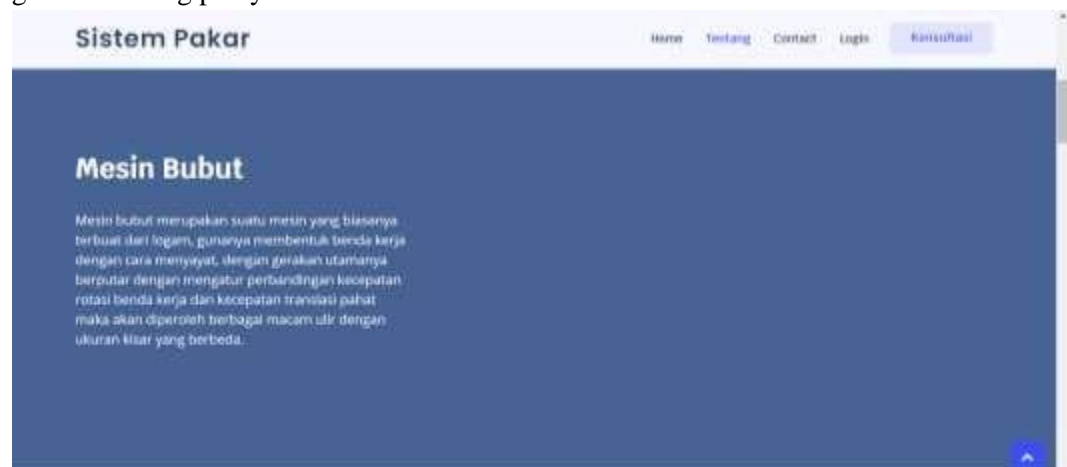 Sistem Pakar
Home Tentang Contact Login Konsultasi
Mesin Bubut
Mesin bubut merupakan suatu mesin yang biasanya
terbuat dari logam, gunanya membentuk benda kerja
dengan cara menyayat, dengan gerakan utamanya
berputar dengan mengatur perbandingan kecepatan
rotasi benda kerja dan kecepatan translasi pahat
maka akan diperoleh berbagai macam ulir dengan
ukuran kisar yang berbeda.